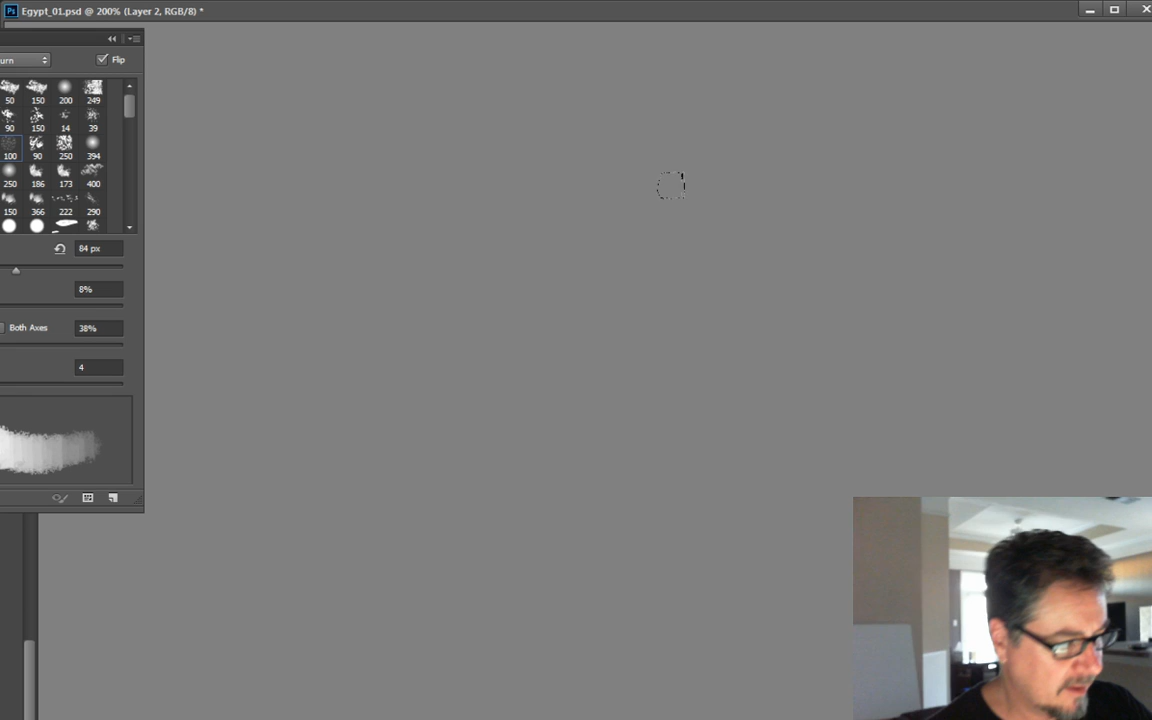 Ps Egypt_01.psd @ 200% (Layer 2, RGB/8) *
urn Flip
50 150 200 249
90 150 14 39
100 90 250 394
250 186 173 400
150 366 222 290
84 px
8%
Both Axes 38%
4